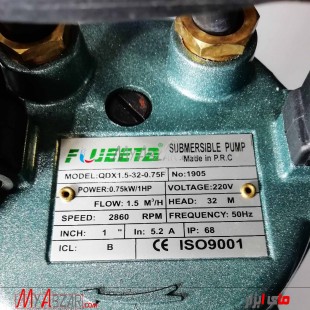 FUJEETA
SUBMERSIBLE PUMP
Made in P.R.C
MODEL:QDX1.5-32-0.75F No:1905
POWER:0.75kW/1HP VOLTAGE:220V
FLOW: 1.5 M³/H HEAD: 32 M
SPEED: 2860 RPM FREQUENCY: 50Hz
INCH: 1 " In: 5.2 A IP: 68
ICL: B CE ISO9001
MYABZAR.COM
مای ابزار